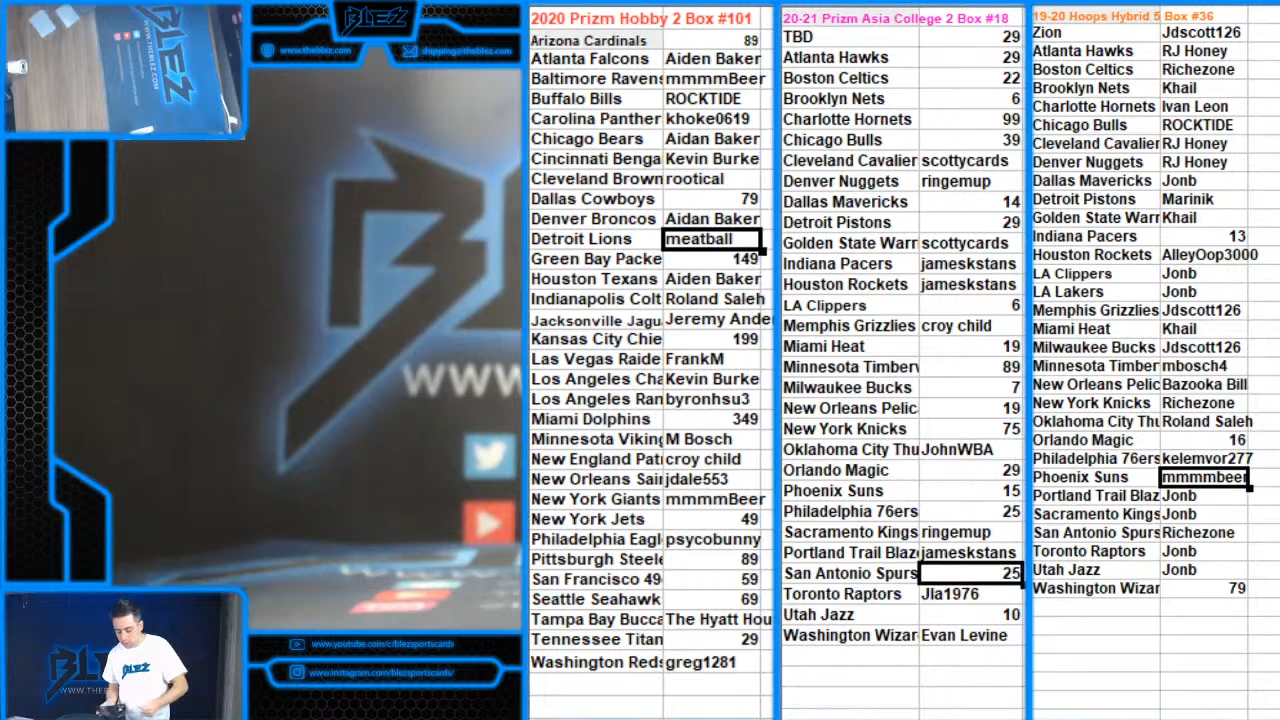 BLEZ
www.theblez.com
shipping@theblez.com
BLEZ
WWW.THEBLEZ.COM
www
www.youtube.com/c/blezsportscards
www.instagram.com/blezsportscards/
BLEZ
WWW.THEB
BLEZ
2020 Prizm Hobby 2 Box #101
Arizona Cardinals 89
Atlanta Falcons Aiden Baker
Baltimore Ravens mmmmBeer
Buffalo Bills ROCKTIDE
Carolina Panther khoke0619
Chicago Bears Aidan Baker
Cincinnati Benga Kevin Burke
Cleveland Brown rootical
Dallas Cowboys 79
Denver Broncos Aidan Baker
Detroit Lions meatball
Green Bay Packe 149
Houston Texans Aiden Baker
Indianapolis Colt Roland Saleh
Jacksonville Jagu Jeremy Ander
Kansas City Chie 199
Las Vegas Raide FrankM
Los Angeles Cha Kevin Burke
Los Angeles Ran byronhsu3
Miami Dolphins 349
Minnesota Viking M Bosch
New England Pat croy child
New Orleans Sai jdale553
New York Giants mmmmBeer
New York Jets 49
Philadelphia Eagl psycobunny
Pittsburgh Steele 89
San Francisco 49 59
Seattle Seahawk 69
Tampa Bay Bucca The Hyatt Hou
Tennessee Titan 29
Washington Reds greg1281
20-21 Prizm Asia College 2 Box #18
TBD 29
Atlanta Hawks 29
Boston Celtics 22
Brooklyn Nets 6
Charlotte Hornets 99
Chicago Bulls 39
Cleveland Cavalier scottycards
Denver Nuggets ringemup
Dallas Mavericks 14
Detroit Pistons 29
Golden State Warr scottycards
Indiana Pacers jameskstans
Houston Rockets jameskstans
LA Clippers 6
Memphis Grizzlies croy child
Miami Heat 19
Minnesota Timberv 89
Milwaukee Bucks 7
New Orleans Pelic 19
New York Knicks 75
Oklahoma City Thu JohnWBA
Orlando Magic 29
Phoenix Suns 15
Philadelphia 76ers 25
Sacramento Kings ringemup
Portland Trail Blaz jameskstans
San Antonio Spurs 25
Toronto Raptors Jla1976
Utah Jazz 10
Washington Wizar Evan Levine
19-20 Hoops Hybrid 5 Box #36
Zion Jdscott126
Atlanta Hawks RJ Honey
Boston Celtics Richezone
Brooklyn Nets Khail
Charlotte Hornets Ivan Leon
Chicago Bulls ROCKTIDE
Cleveland Cavalier RJ Honey
Denver Nuggets RJ Honey
Dallas Mavericks Jonb
Detroit Pistons Marinik
Golden State Warr Khail
Indiana Pacers 13
Houston Rockets AlleyOop3000
LA Clippers Jonb
LA Lakers Jonb
Memphis Grizzlies Jdscott126
Miami Heat Khail
Milwaukee Bucks Jdscott126
Minnesota Timber mbosch4
New Orleans Pelic Bazooka Bill
New York Knicks Richezone
Oklahoma City Thu Roland Saleh
Orlando Magic 16
Philadelphia 76ers kelemvor277
Phoenix Suns mmmmbeer
Portland Trail Blaz Jonb
Sacramento Kings Jonb
San Antonio Spurs Richezone
Toronto Raptors Jonb
Utah Jazz Jonb
Washington Wizar 79